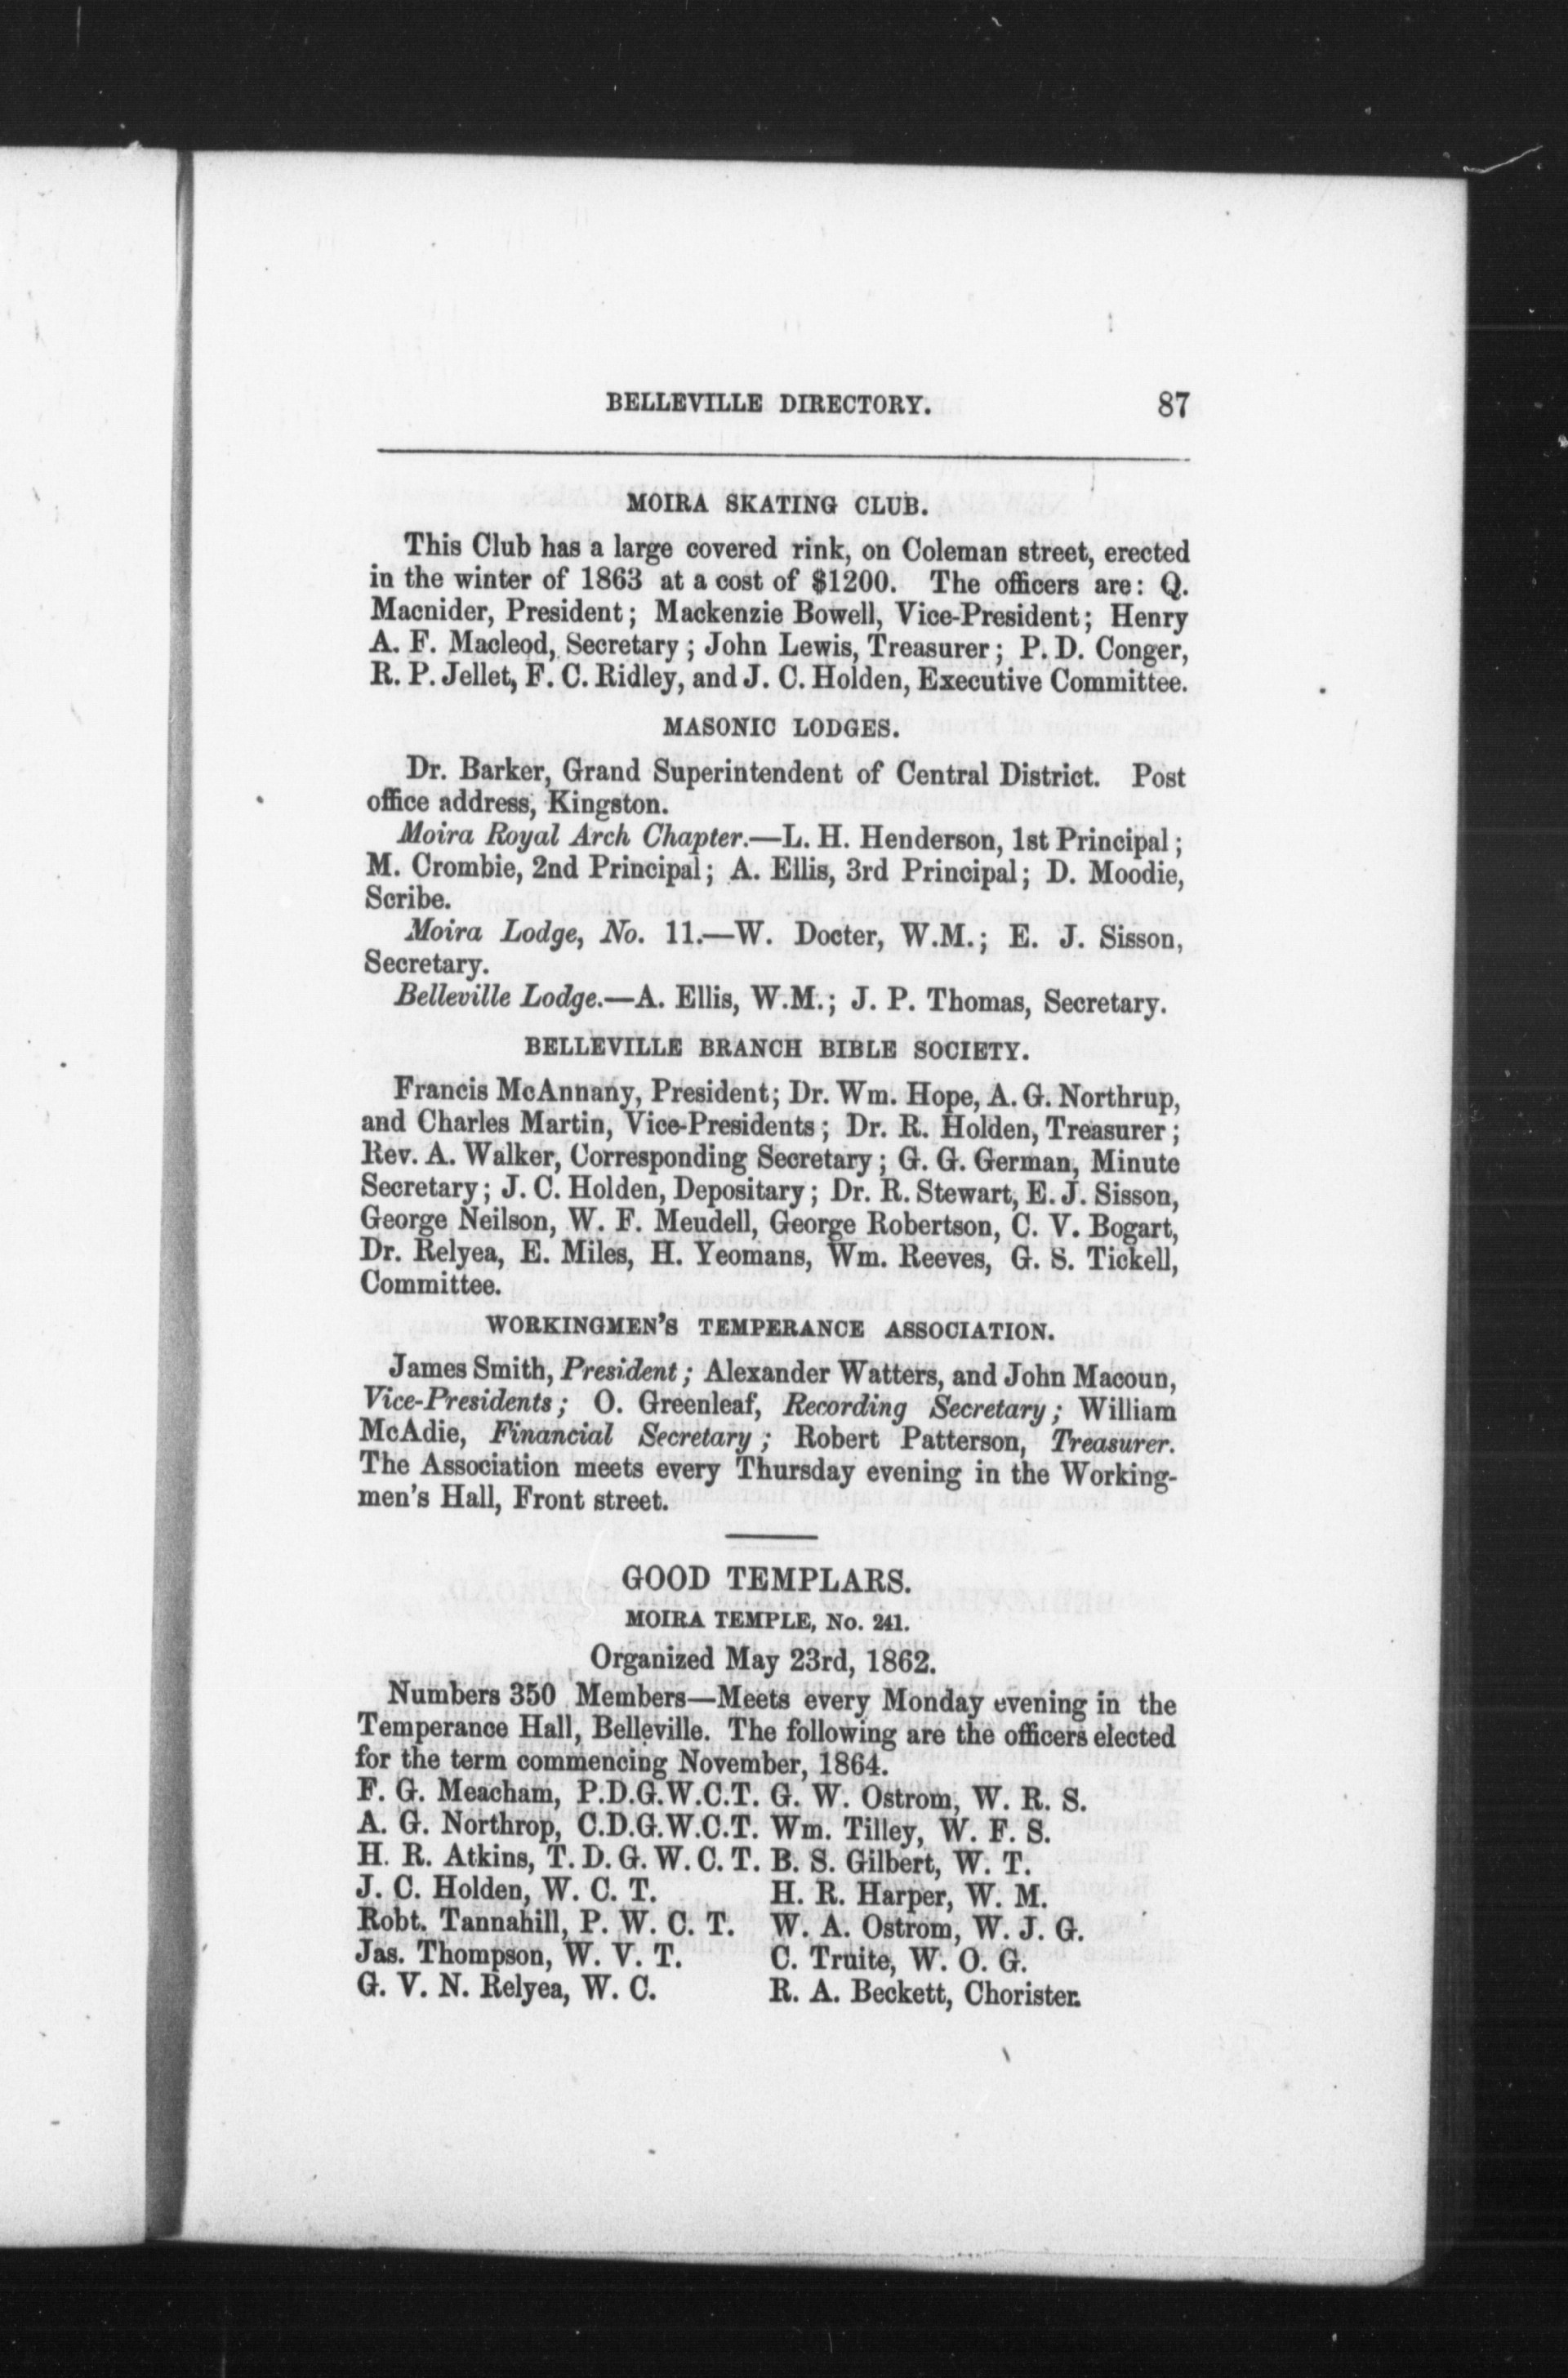 BELLEVILLE DIRECTORY. 87
MOIRA SKATING CLUB.
This Club has a large covered rink, on Coleman street, erected
in the winter of 1863 at a cost of $1200. The officers are: Q.
Macnider, President; Mackenzie Bowell, Vice-President; Henry
A. F. Macleod, Secretary; John Lewis, Treasurer; P. D. Conger,
R. P. Jellet, F. C. Ridley, and J. C. Holden, Executive Committee.
MASONIC LODGES.
Dr. Barker, Grand Superintendent of Central District. Post
office address, Kingston.
Moira Royal Arch Chapter.—L. H. Henderson, 1st Principal;
M. Crombie, 2nd Principal; A. Ellis, 3rd Principal; D. Moodie,
Scribe.
Moira Lodge, No. 11.—W. Docter, W.M.; E. J. Sisson,
Secretary.
Belleville Lodge.—A. Ellis, W.M.; J. P. Thomas, Secretary.
BELLEVILLE BRANCH BIBLE SOCIETY.
Francis McAnnany, President; Dr. Wm. Hope, A. G. Northrup,
and Charles Martin, Vice-Presidents; Dr. R. Holden, Treasurer;
Rev. A. Walker, Corresponding Secretary; G. G. German, Minute
Secretary; J. C. Holden, Depositary; Dr. R. Stewart, E. J. Sisson,
George Neilson, W. F. Meudell, George Robertson, C. V. Bogart,
Dr. Relyea, E. Miles, H. Yeomans, Wm. Reeves, G. S. Tickell,
Committee.
WORKINGMEN'S TEMPERANCE ASSOCIATION.
James Smith, President; Alexander Watters, and John Macoun,
Vice-Presidents; O. Greenleaf, Recording Secretary; William
McAdie, Financial Secretary; Robert Patterson, Treasurer.
The Association meets every Thursday evening in the Working-
men's Hall, Front street.
GOOD TEMPLARS.
MOIRA TEMPLE, No. 241.
Organized May 23rd, 1862.
Numbers 350 Members—Meets every Monday evening in the
Temperance Hall, Belleville. The following are the officers elected
for the term commencing November, 1864.
F. G. Meacham, P.D.G.W.C.T. G. W. Ostrom, W. R. S.
A. G. Northrop, C.D.G.W.C.T. Wm. Tilley, W. F. S.
H. R. Atkins, T. D. G. W. C. T. B. S. Gilbert, W. T.
J. C. Holden, W. C. T. H. R. Harper, W. M.
Robt. Tannahill, P. W. C. T. W. A. Ostrom, W. J. G.
Jas. Thompson, W. V. T. C. Truite, W. O. G.
G. V. N. Relyea, W. C. R. A. Beckett, Chorister.